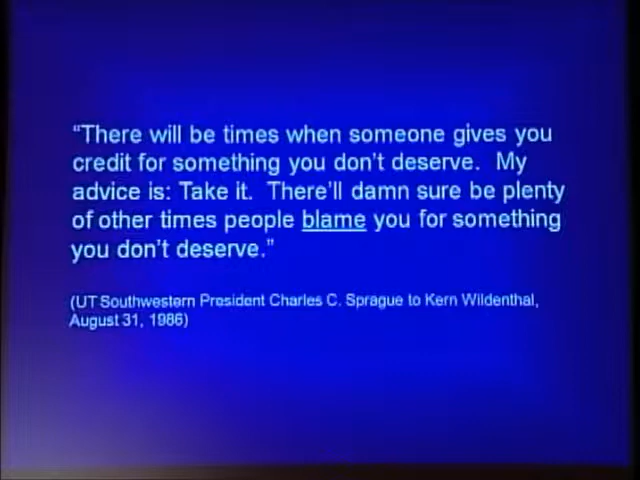 “There will be times when someone gives you
credit for something you don’t deserve.  My
advice is: Take it.  There’ll damn sure be plenty
of other times people blame you for something
you don’t deserve.”
(UT Southwestern President Charles C. Sprague to Kern Wildenthal,
August 31, 1986)